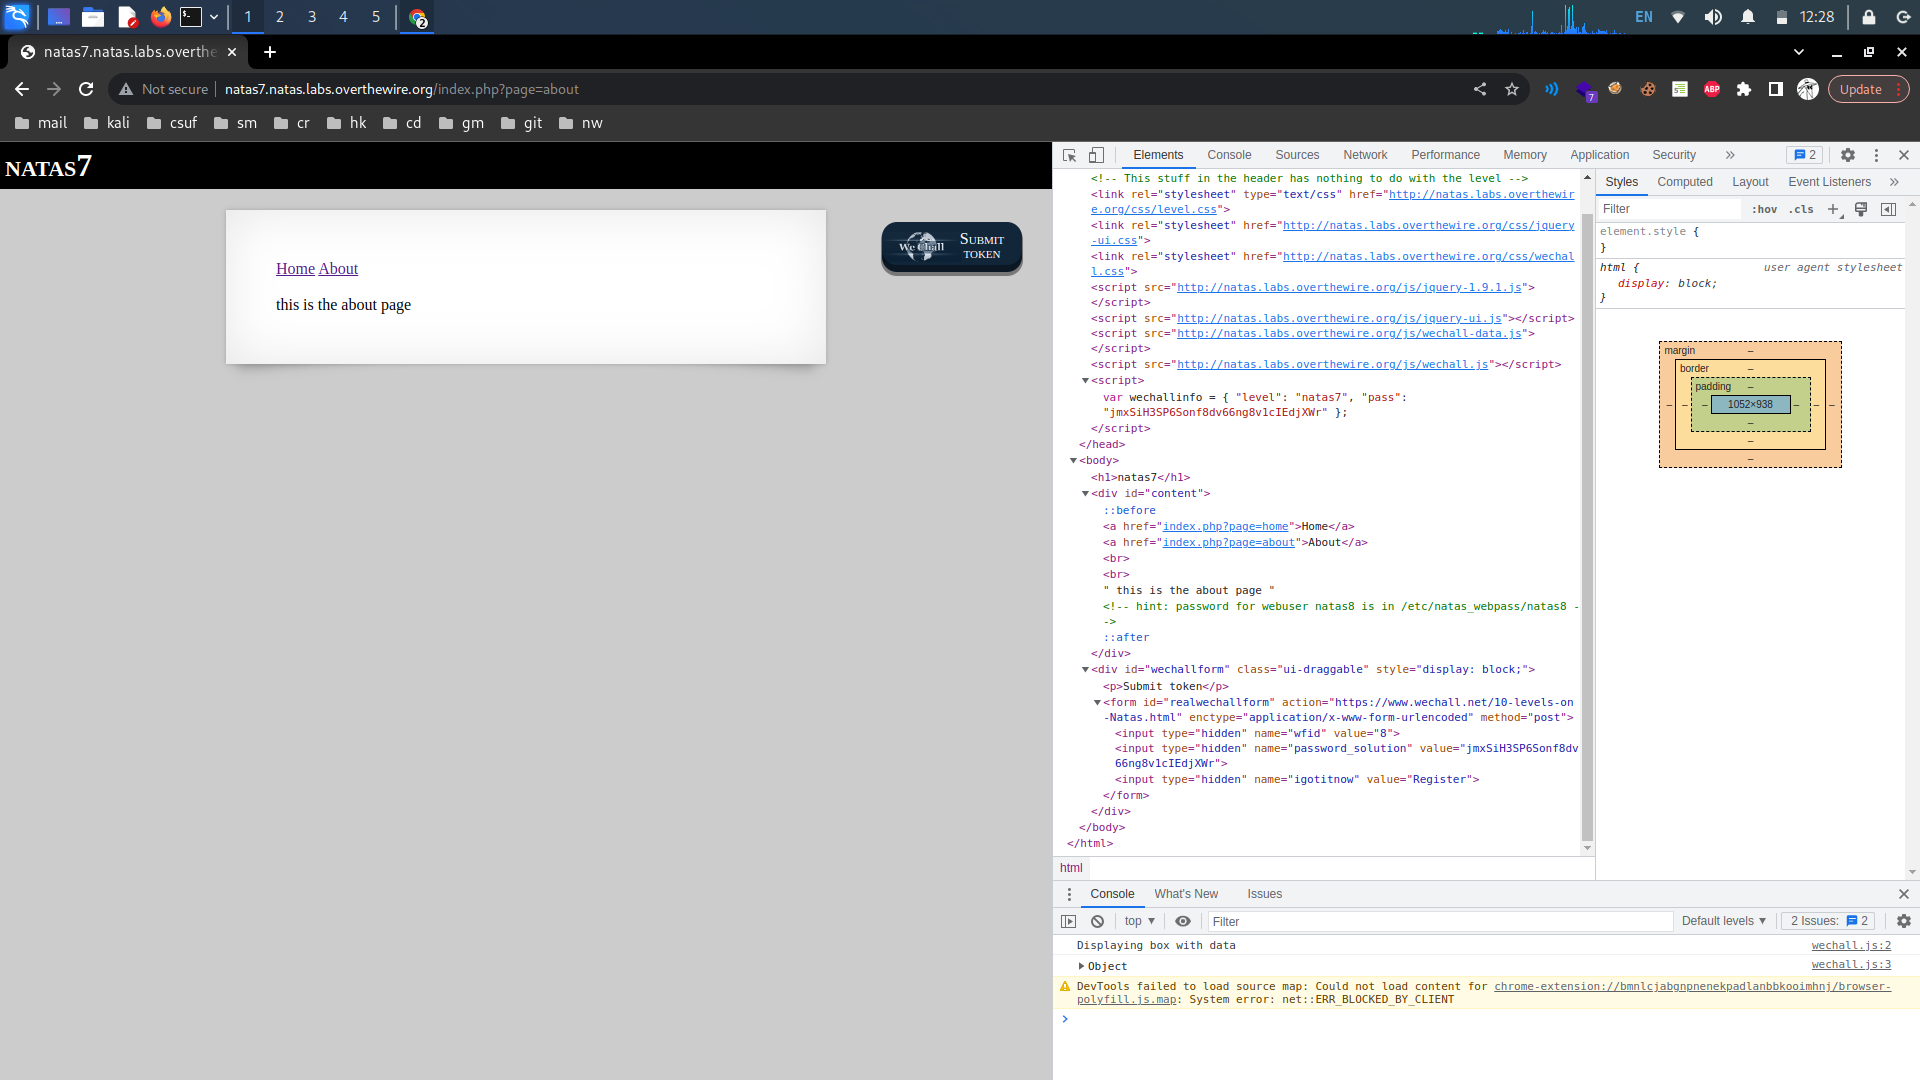 1 2 3 4 5 2 EN 12:28
natas7.natas.labs.overthe
Not secure natas7.natas.labs.overthewire.org/index.php?page=about 7 ABP Update
mail kali csuf sm cr hk cd gm git nw
NATAS7
Home About
this is the about page
We Chall SUBMIT TOKEN
Elements Console Sources Network Performance Memory Application Security 2
<!-- This stuff in the header has nothing to do with the level -->
<link rel="stylesheet" type="text/css" href="http://natas.labs.overthewir
e.org/css/level.css">
<link rel="stylesheet" href="http://natas.labs.overthewire.org/css/jquery
-ui.css">
<link rel="stylesheet" href="http://natas.labs.overthewire.org/css/wechal
l.css">
<script src="http://natas.labs.overthewire.org/js/jquery-1.9.1.js">
</script>
<script src="http://natas.labs.overthewire.org/js/jquery-ui.js"></script>
<script src="http://natas.labs.overthewire.org/js/wechall-data.js">
</script>
<script src="http://natas.labs.overthewire.org/js/wechall.js"></script>
<script>
var wechallinfo = { "level": "natas7", "pass":
"jmxSiH3SP6Sonf8dv66ng8v1cIEdjXWr" };
</script>
</head>
<body>
<h1>natas7</h1>
<div id="content">
::before
<a href="index.php?page=home">Home</a>
<a href="index.php?page=about">About</a>
<br>
<br>
" this is the about page "
<!-- hint: password for webuser natas8 is in /etc/natas_webpass/natas8 -
->
::after
</div>
<div id="wechallform" class="ui-draggable" style="display: block;">
<p>Submit token</p>
<form id="realwechallform" action="https://www.wechall.net/10-levels-on
-Natas.html" enctype="application/x-www-form-urlencoded" method="post">
<input type="hidden" name="wfid" value="8">
<input type="hidden" name="password_solution" value="jmxSiH3SP6Sonf8dv
66ng8v1cIEdjXWr">
<input type="hidden" name="igotitnow" value="Register">
</form>
</div>
</body>
</html>
html
Styles Computed Layout Event Listeners
Filter :hov .cls
element.style {
}
html { user agent stylesheet
display: block;
}
margin –
border –
padding –
– – – 1052×938 – – –
–
–
–
Console What's New Issues
top Filter Default levels 2 Issues: 2
Displaying box with data wechall.js:2
Object wechall.js:3
DevTools failed to load source map: Could not load content for chrome-extension://bmnlcjabgnpnenekpadlanbbkooimhnj/browser-
polyfill.js.map: System error: net::ERR_BLOCKED_BY_CLIENT